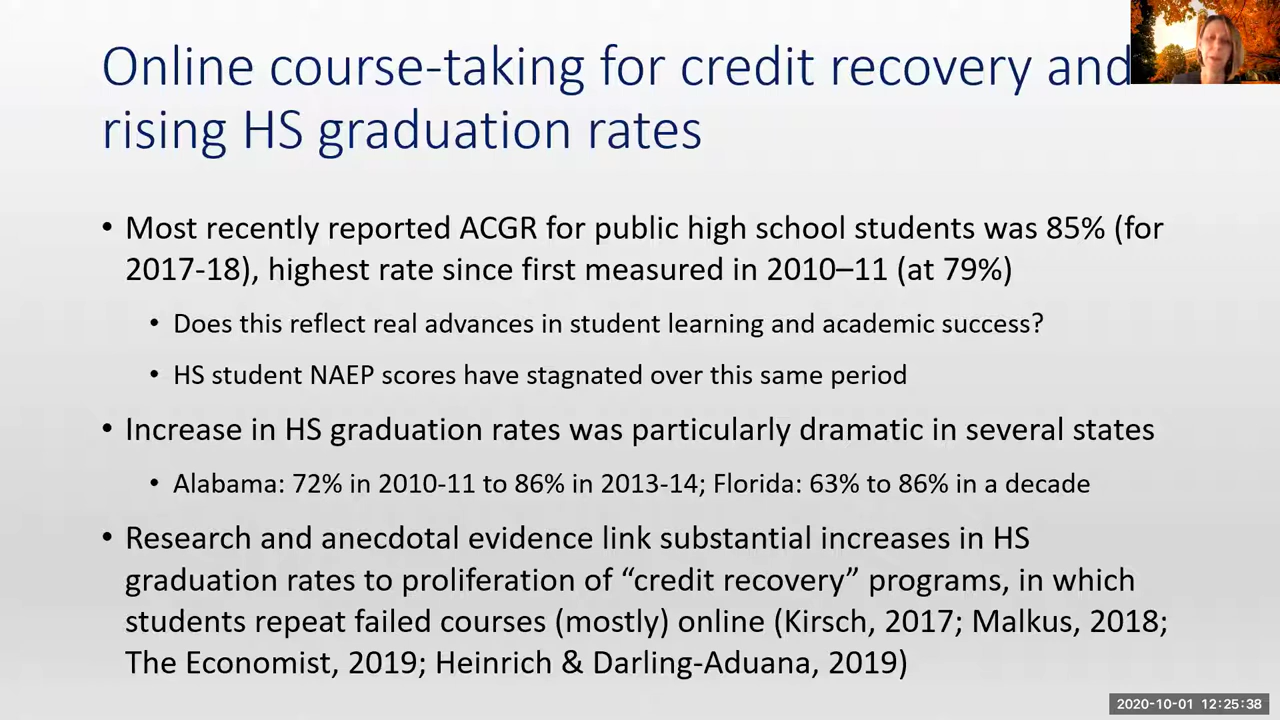 Online course-taking for credit recovery and
rising HS graduation rates
• Most recently reported ACGR for public high school students was 85% (for
2017-18), highest rate since first measured in 2010–11 (at 79%)
• Does this reflect real advances in student learning and academic success?
• HS student NAEP scores have stagnated over this same period
• Increase in HS graduation rates was particularly dramatic in several states
• Alabama: 72% in 2010-11 to 86% in 2013-14; Florida: 63% to 86% in a decade
• Research and anecdotal evidence link substantial increases in HS
graduation rates to proliferation of “credit recovery” programs, in which
students repeat failed courses (mostly) online (Kirsch, 2017; Malkus, 2018;
The Economist, 2019; Heinrich & Darling-Aduana, 2019)
2020-10-01 12:25:38